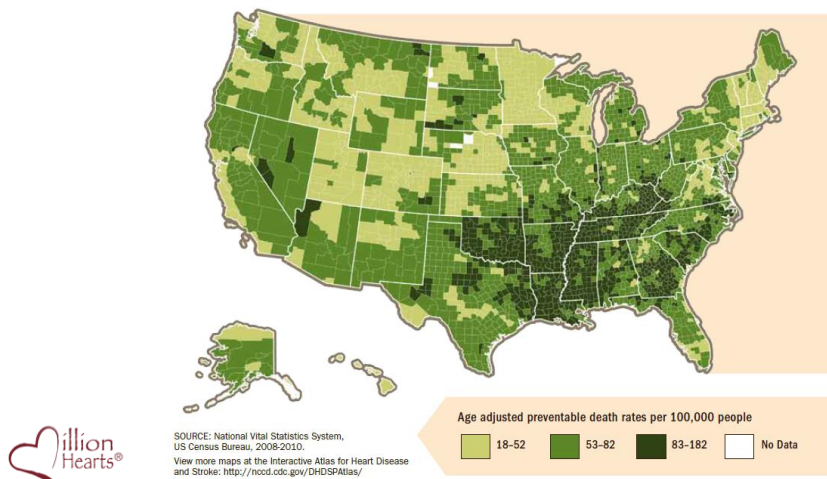 Million
Hearts®
SOURCE: National Vital Statistics System,
US Census Bureau, 2008-2010.
View more maps at the Interactive Atlas for Heart Disease
and Stroke: http://nccd.cdc.gov/DHDSPAtlas/
Age adjusted preventable death rates per 100,000 people
18–52
53–82
83–182
No Data